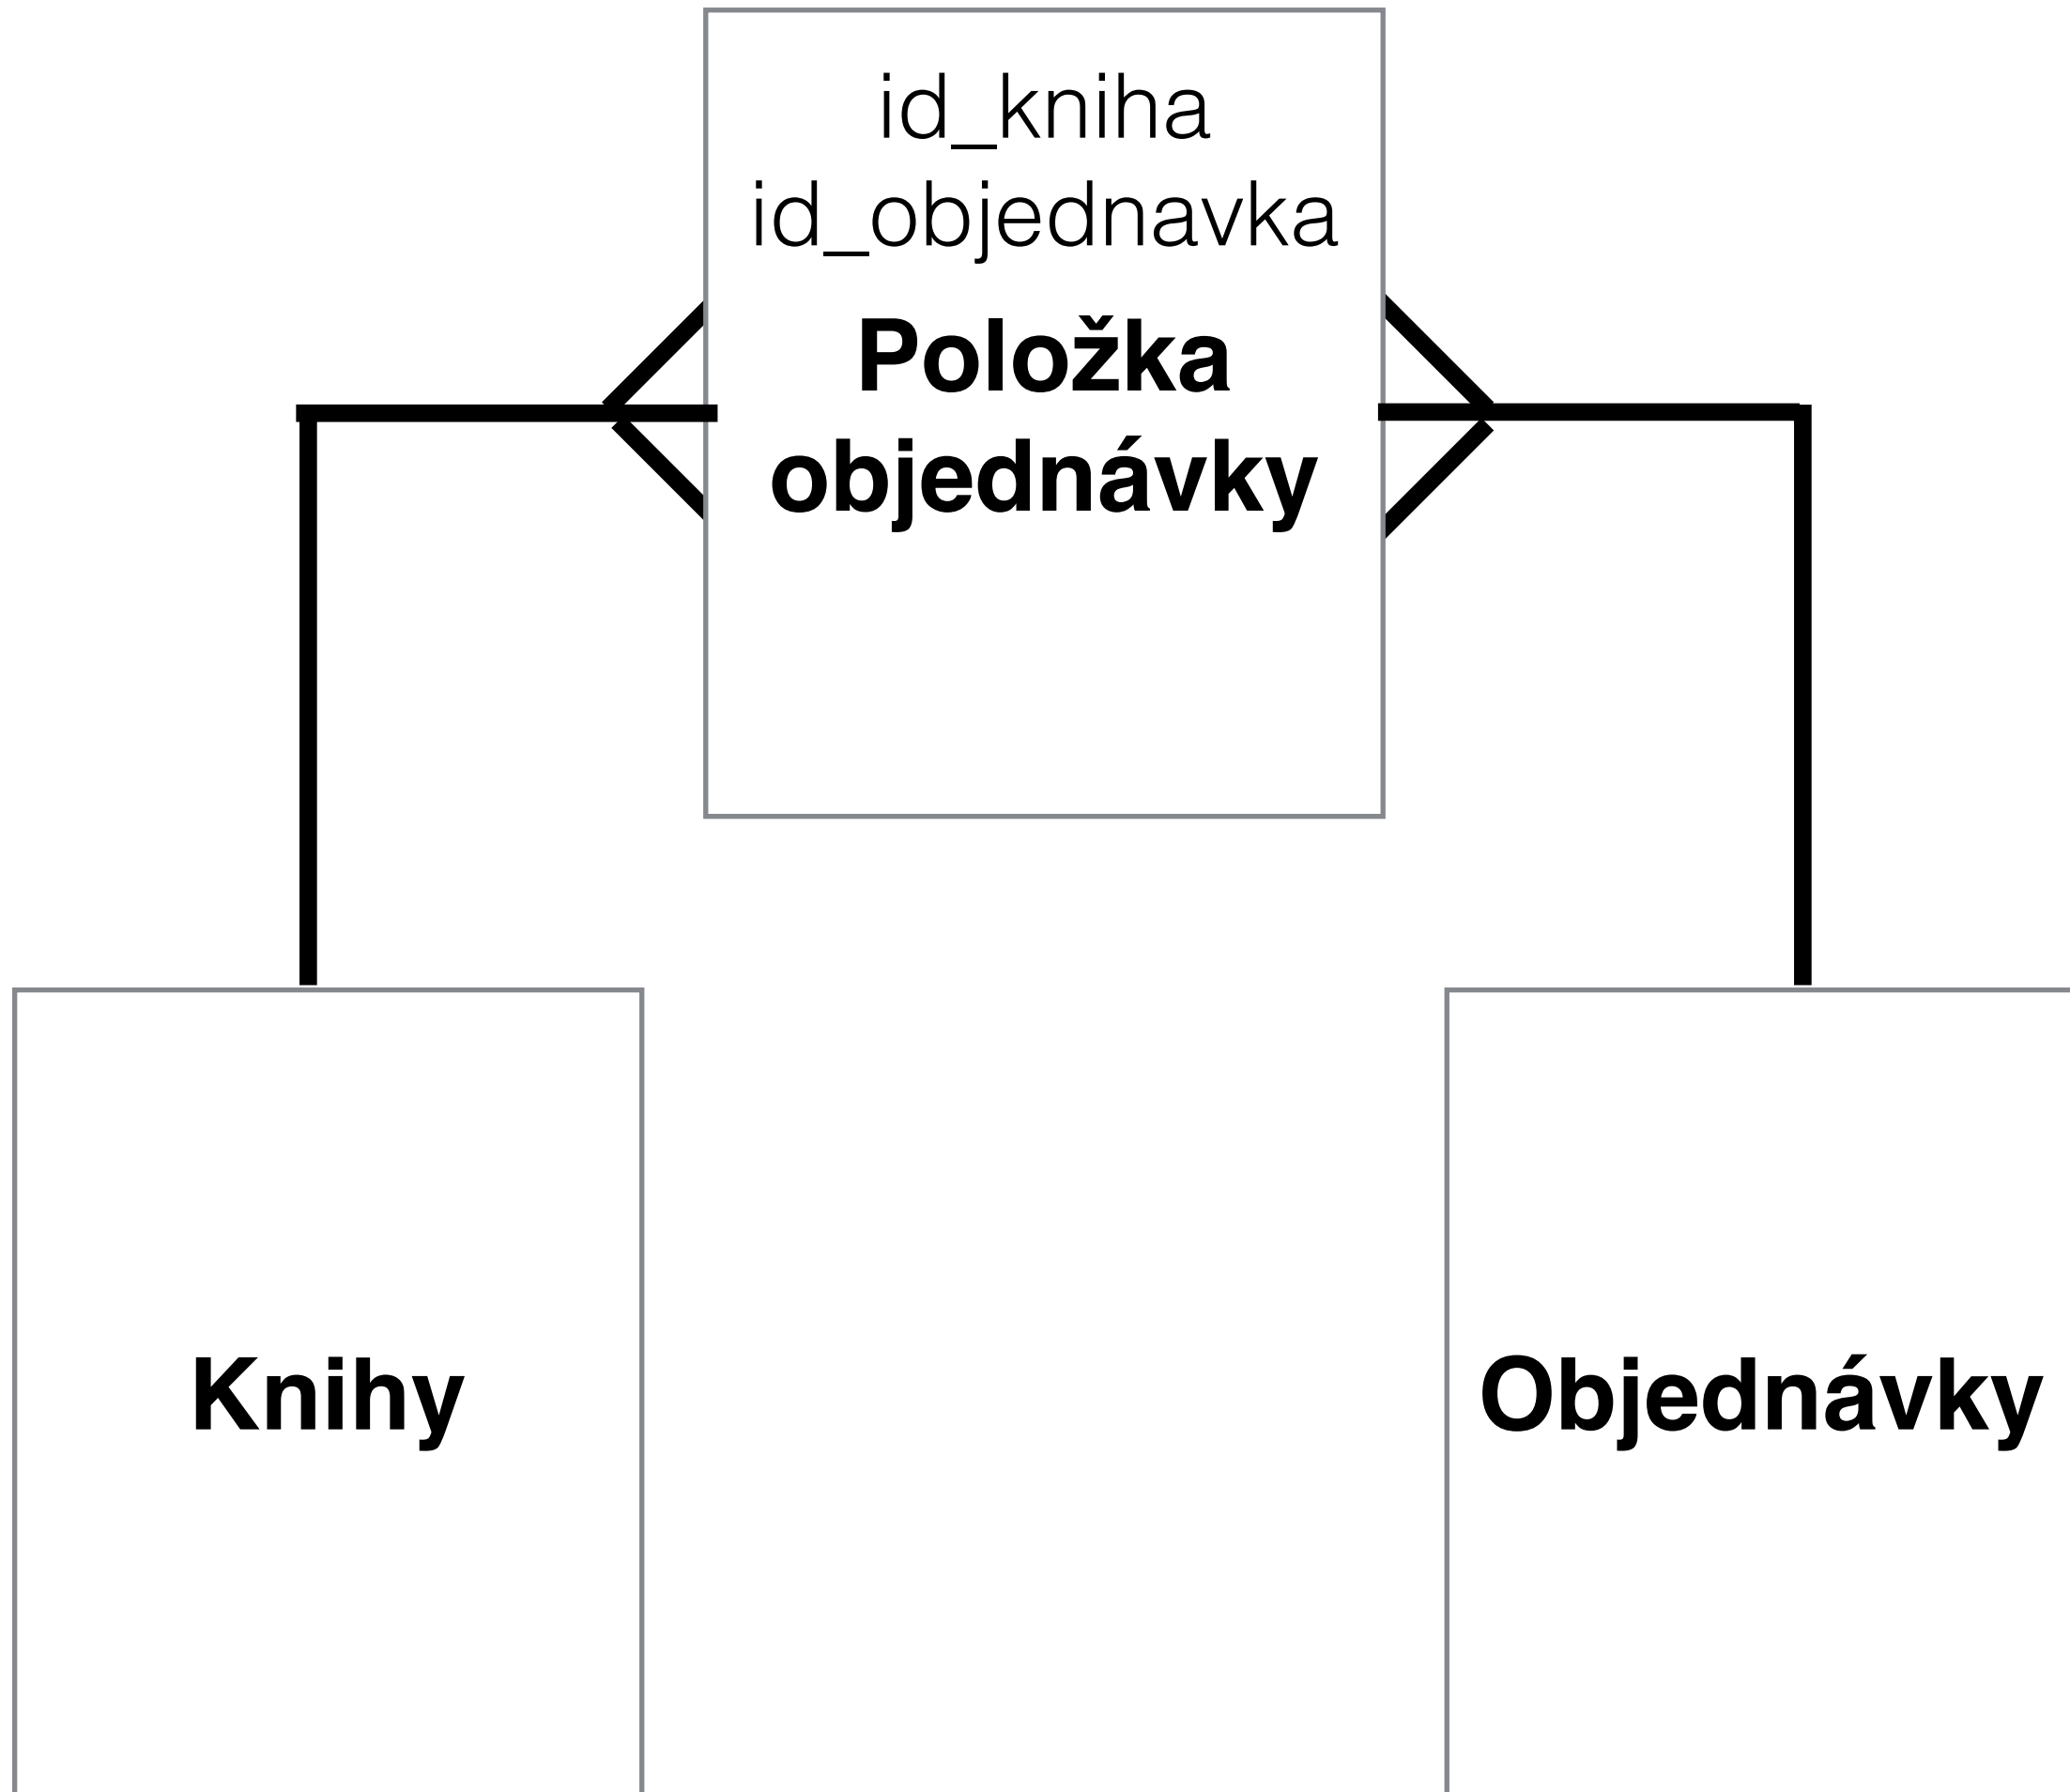 id_kniha
id_objednavka
Položka
objednávky
Knihy
Objednávky